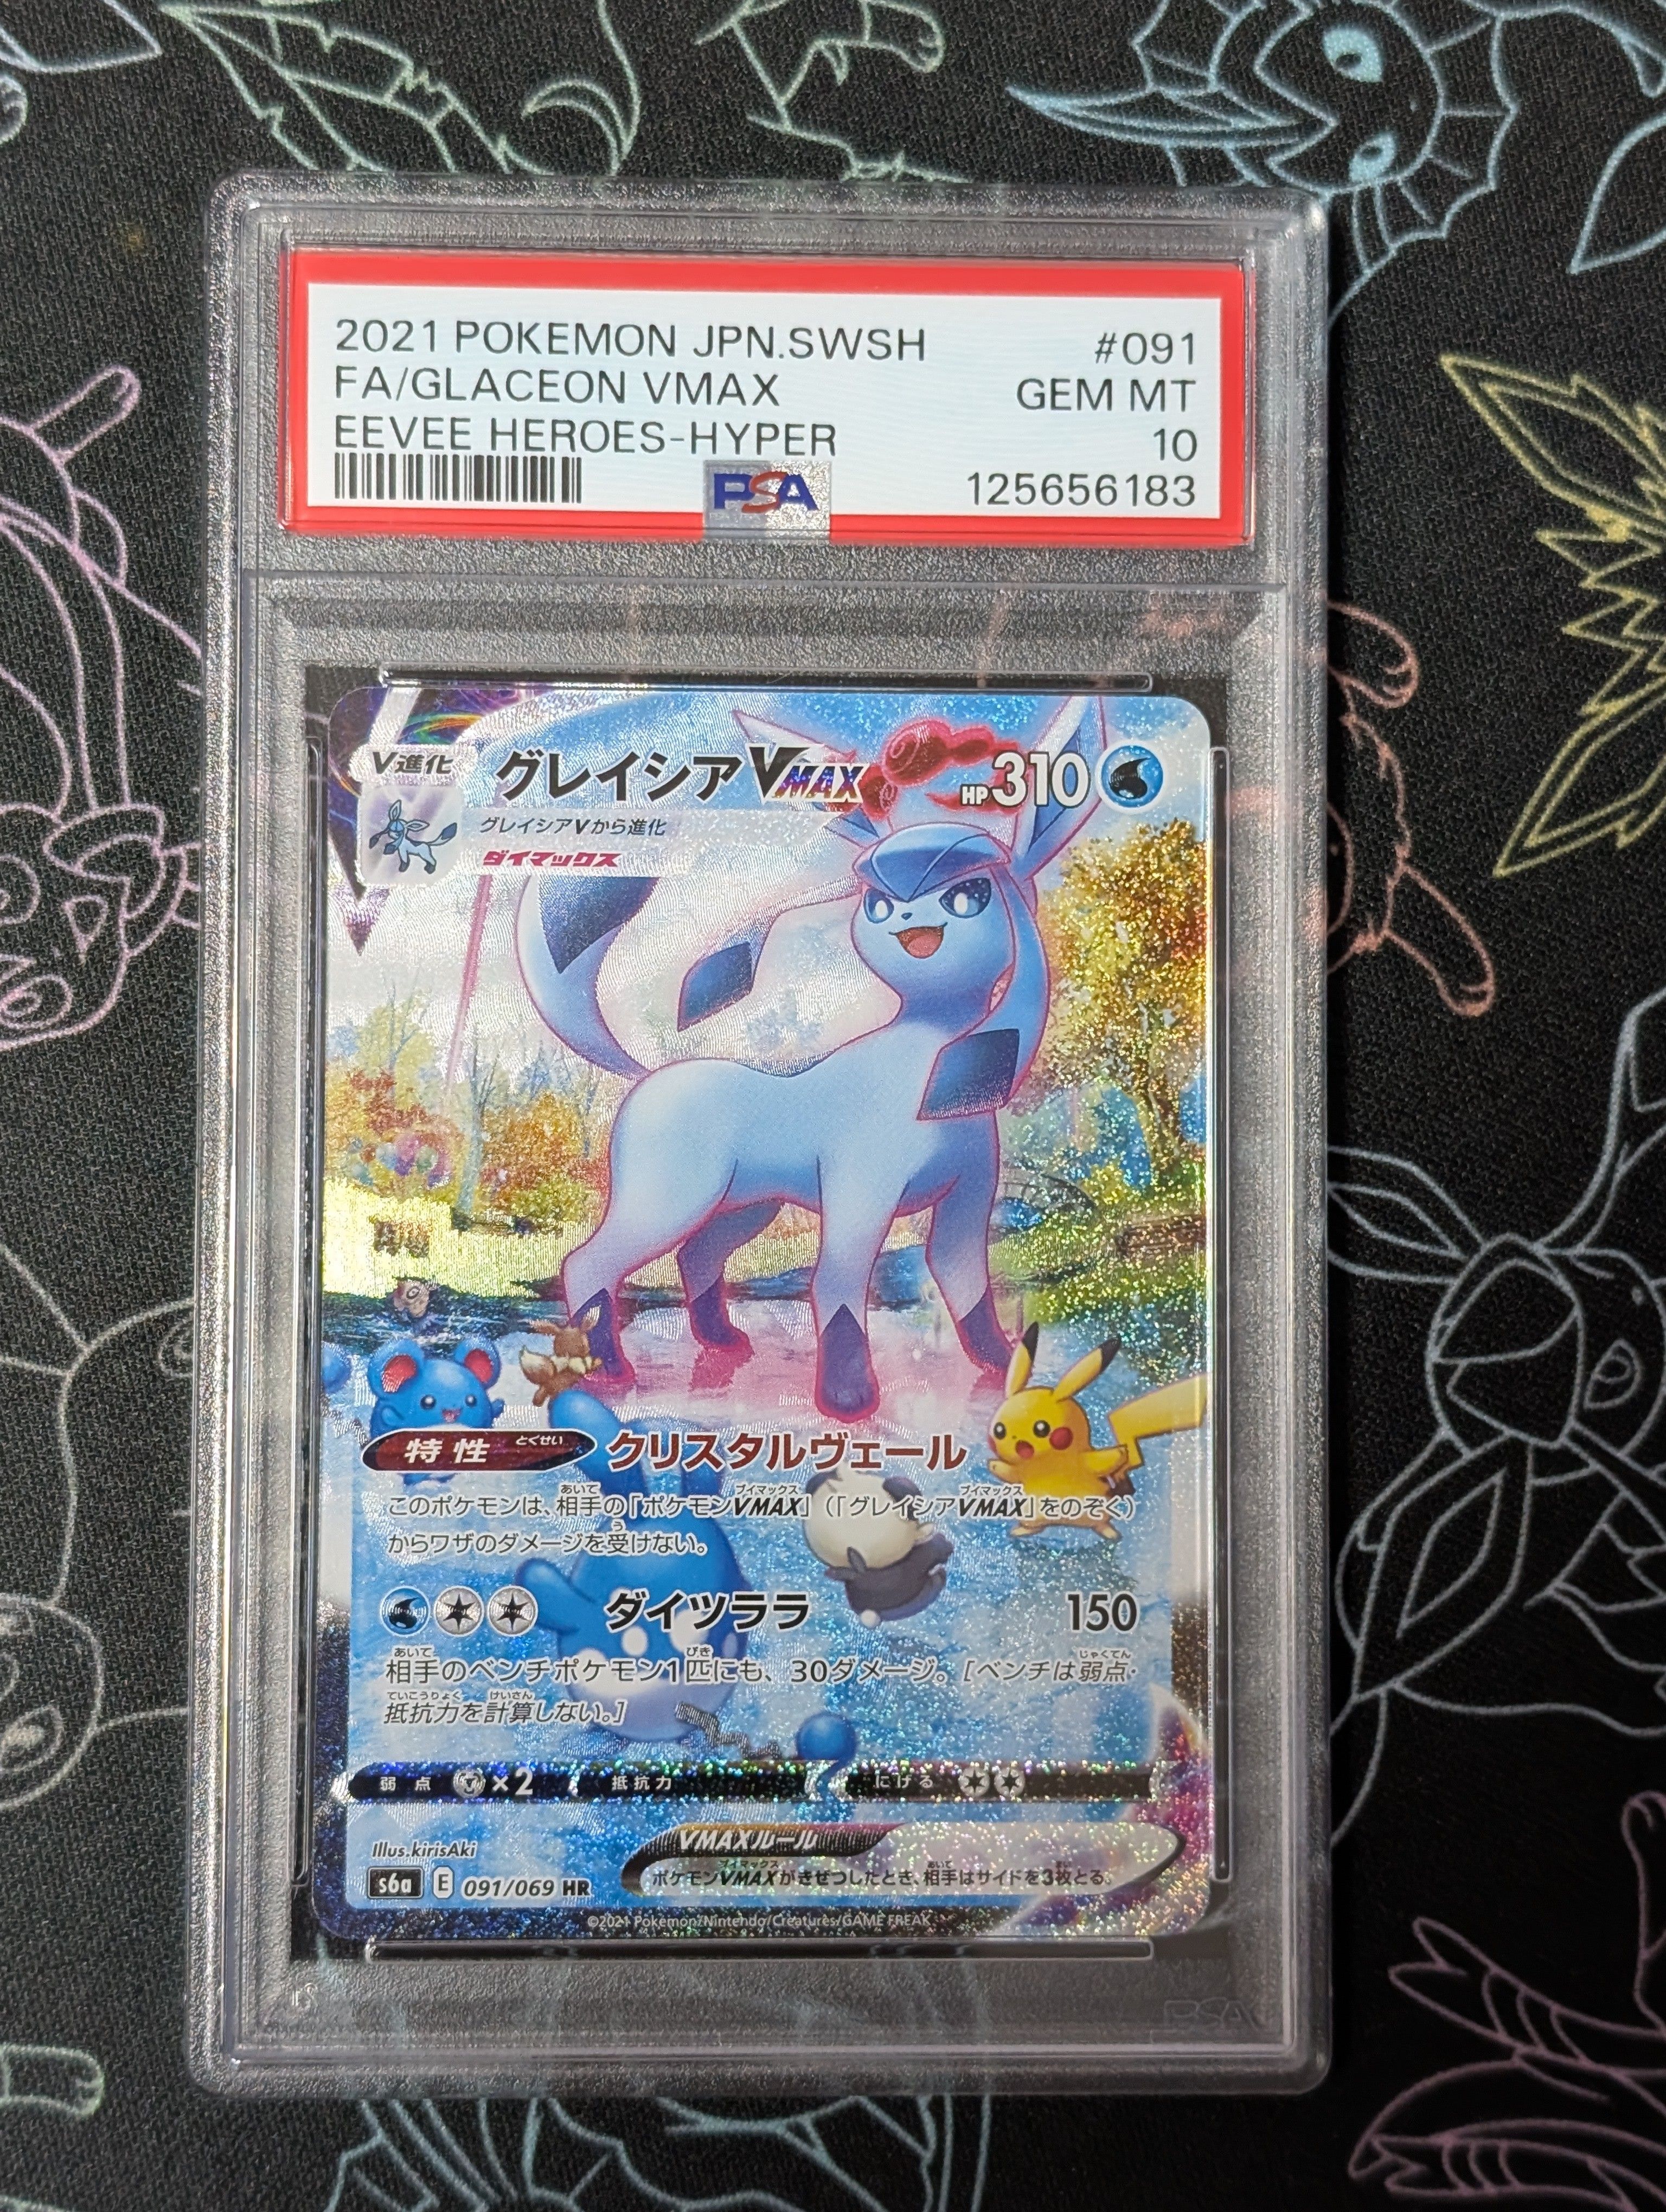 2021 POKEMON JPN.SWSH #091
FA/GLACEON VMAX GEM MT
EEVEE HEROES-HYPER 10
PSA 125656183
V進化 グレイシアVMAX HP310
グレイシアVから進化
ダイマックス
特性 とくせい クリスタルヴェール
このポケモンは、相手の「ポケモンVMAX」(「グレイシアVMAX」をのぞく)
からワザのダメージを受けない。
ダイツララ 150
相手のベンチポケモン1匹にも、30ダメージ。[ベンチは弱点・
抵抗力を計算しない。]
弱点 ×2 抵抗力 にげる
Illus.kirisAki
VMAXルール
s6a E 091/069 HR ポケモンVMAXがきぜつしたとき、相手はサイドを3枚とる。
©2021 Pokémon/Nintendo/Creatures/GAME FREAK
PSA